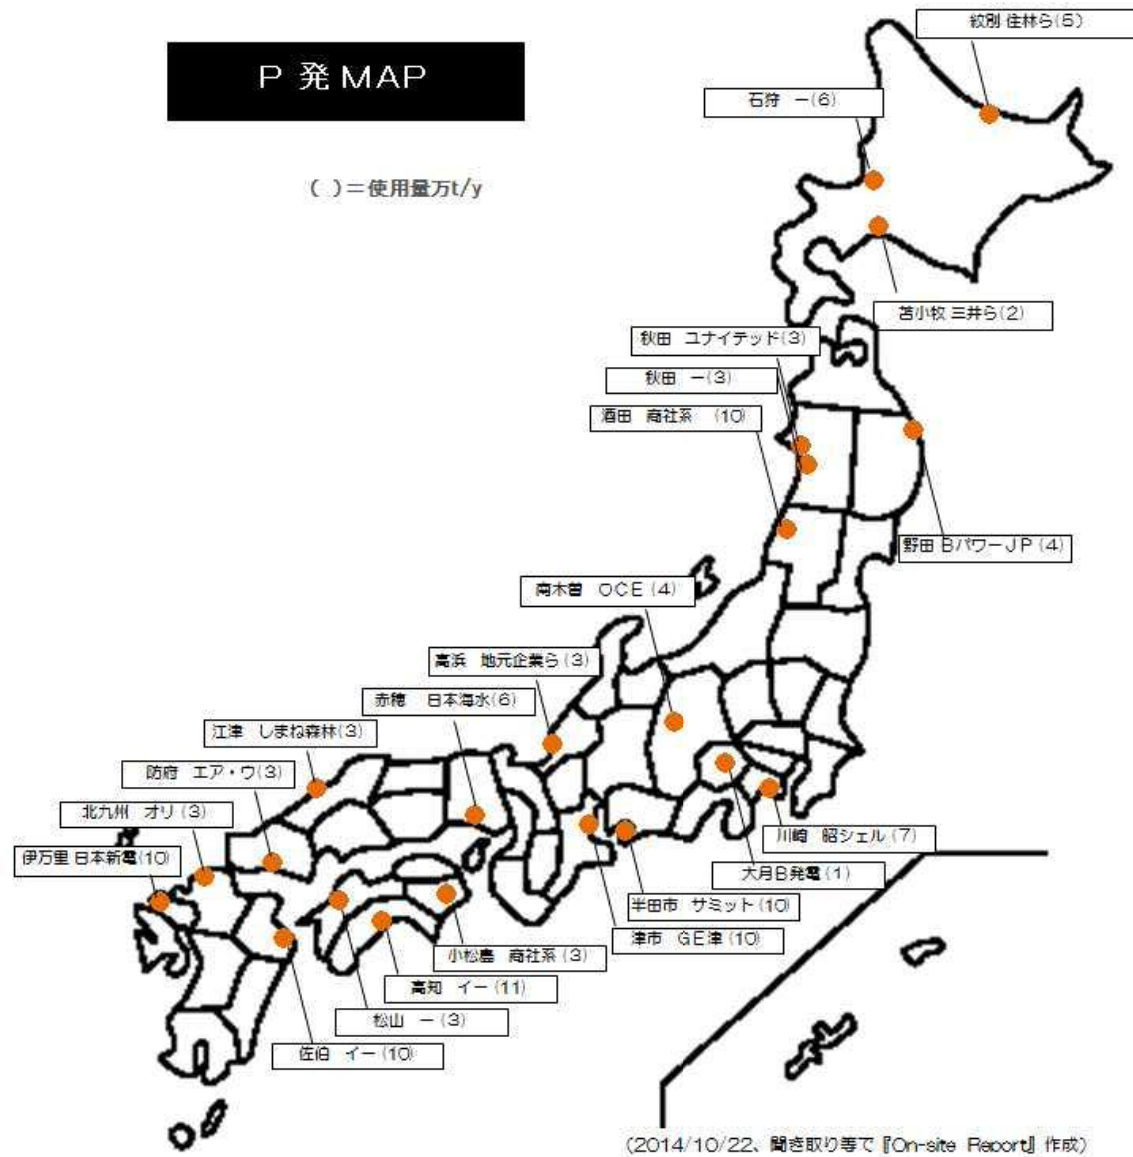 紋別 住林ら(5)
P 発 MAP
石狩 ー(6)
( )=使用量万t/y
苫小牧 三井ら(2)
秋田 ユナイテッド(3)
秋田 ー(3)
酒田 商社系 (10)
野田 BパワーJP(4)
南木曽 OCE(4)
高浜 地元企業ら(3)
赤穂 日本海水(6)
江津 しまね森林(3)
防府 エア・ウ(3)
北九州 オリ(3)
川崎 昭シェル(7)
伊万里 日本新電(10)
大月B発電(1)
半田市 サミット(10)
津市 GE津(10)
小松島 商社系(3)
高知 イー(11)
松山 ー(3)
佐伯 イー(10)
(2014/10/22、聞き取り等で『On-site Report』作成)